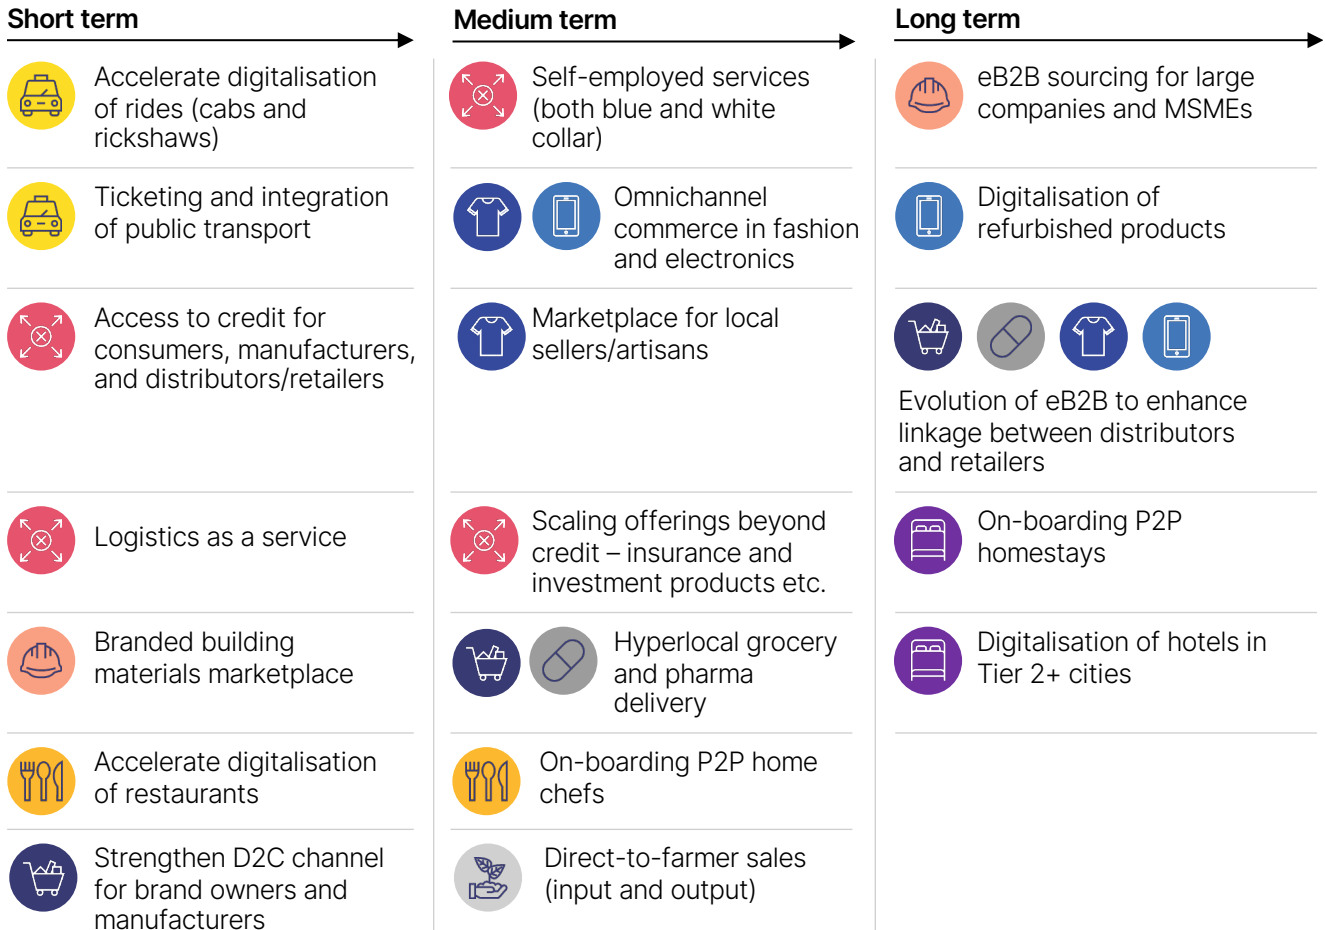 Short term
Accelerate digitalisation
of rides (cabs and
rickshaws)
Ticketing and integration
of public transport
Access to credit for
consumers, manufacturers,
and distributors/retailers
Logistics as a service
Branded building
materials marketplace
Accelerate digitalisation
of restaurants
Strengthen D2C channel
for brand owners and
manufacturers
Medium term
Self-employed services
(both blue and white
collar)
Omnichannel
commerce in fashion
and electronics
Marketplace for local
sellers/artisans
Scaling offerings beyond
credit – insurance and
investment products etc.
Hyperlocal grocery
and pharma
delivery
On-boarding P2P home
chefs
Direct-to-farmer sales
(input and output)
Long term
eB2B sourcing for large
companies and MSMEs
Digitalisation of
refurbished products
Evolution of eB2B to enhance
linkage between distributors
and retailers
On-boarding P2P
homestays
Digitalisation of hotels in
Tier 2+ cities